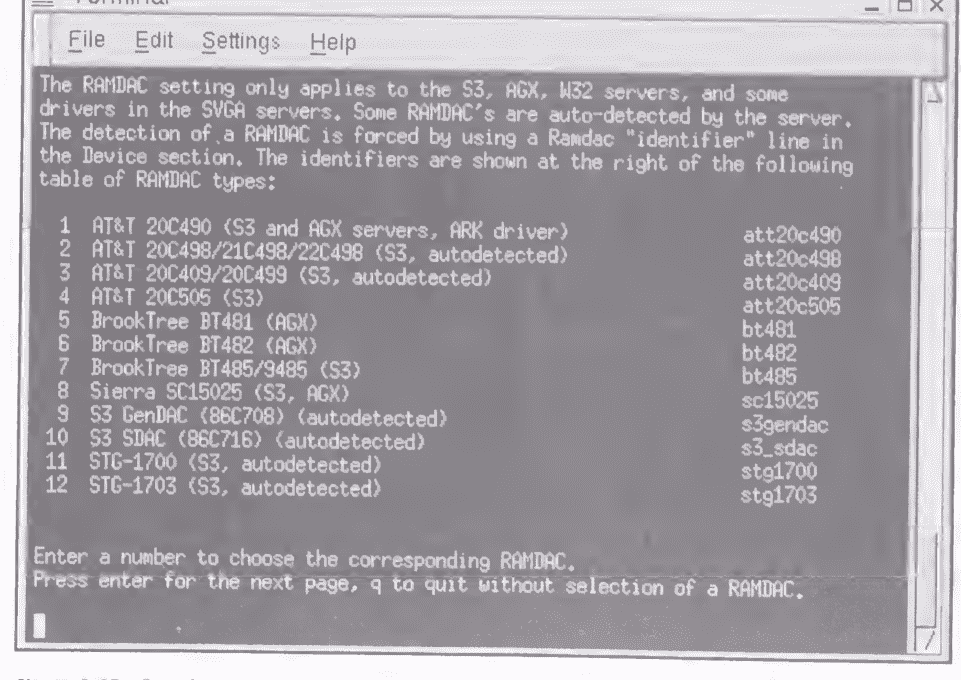 Terminal
File Edit Settings Help
The RAMDAC setting only applies to the S3, AGX, W32 servers, and some
drivers in the SVGA servers. Some RAMDAC's are auto-detected by the server.
The detection of a RAMDAC is forced by using a Ramdac "identifier" line in
the Device section. The identifiers are shown at the right of the following
table of RAMDAC types:
1 AT&T 20C490 (S3 and AGX servers, ARK driver) att20c490
2 AT&T 20C498/21C498/22C498 (S3, autodetected) att20c498
3 AT&T 20C409/20C499 (S3, autodetected) att20c409
4 AT&T 20C505 (S3) att20c505
5 BrookTree BT481 (AGX) bt481
6 BrookTree BT482 (AGX) bt482
7 BrookTree BT485/9485 (S3) bt485
8 Sierra SC15025 (S3, AGX) sc15025
9 S3 GenDAC (86C708) (autodetected) s3gendac
10 S3 SDAC (86C716) (autodetected) s3_sdac
11 STG-1700 (S3, autodetected) stg1700
12 STG-1703 (S3, autodetected) stg1703
Enter a number to choose the corresponding RAMDAC.
Press enter for the next page, q to quit without selection of a RAMDAC.